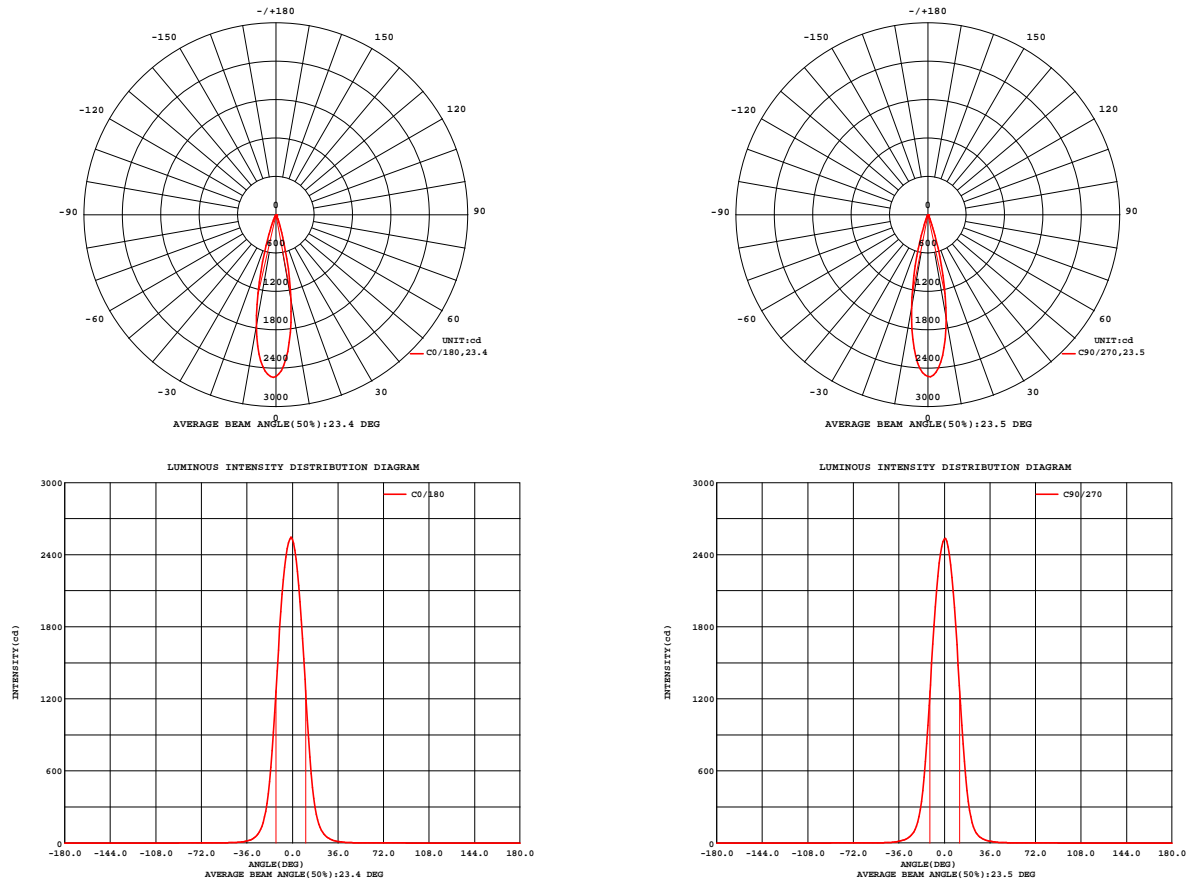 -/+180
-150 150
-120 120
-90 90
-60 60
-30 30
0
600
1200
1800
2400
3000
0
UNIT:cd
C0/180,23.4
AVERAGE BEAM ANGLE(50%):23.4 DEG
-/+180
-150 150
-120 120
-90 90
-60 60
-30 30
0
600
1200
1800
2400
3000
0
UNIT:cd
C90/270,23.5
AVERAGE BEAM ANGLE(50%):23.5 DEG
LUMINOUS INTENSITY DISTRIBUTION DIAGRAM
C0/180
INTENSITY(cd)
3000
2400
1800
1200
600
0
-180.0 -144.0 -108.0 -72.0 -36.0 0.0 36.0 72.0 108.0 144.0 180.0
ANGLE(DEG)
AVERAGE BEAM ANGLE(50%):23.4 DEG
LUMINOUS INTENSITY DISTRIBUTION DIAGRAM
C90/270
INTENSITY(cd)
3000
2400
1800
1200
600
0
-180.0 -144.0 -108.0 -72.0 -36.0 0.0 36.0 72.0 108.0 144.0 180.0
ANGLE(DEG)
AVERAGE BEAM ANGLE(50%):23.5 DEG